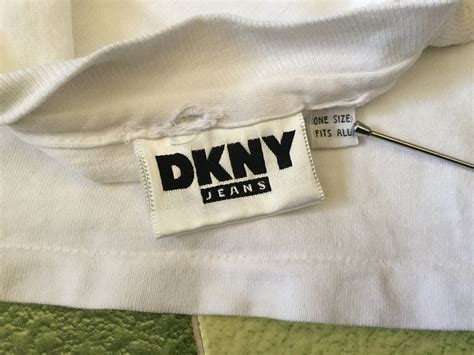 DKNY
JEANS
ONE SIZE
FITS ALL